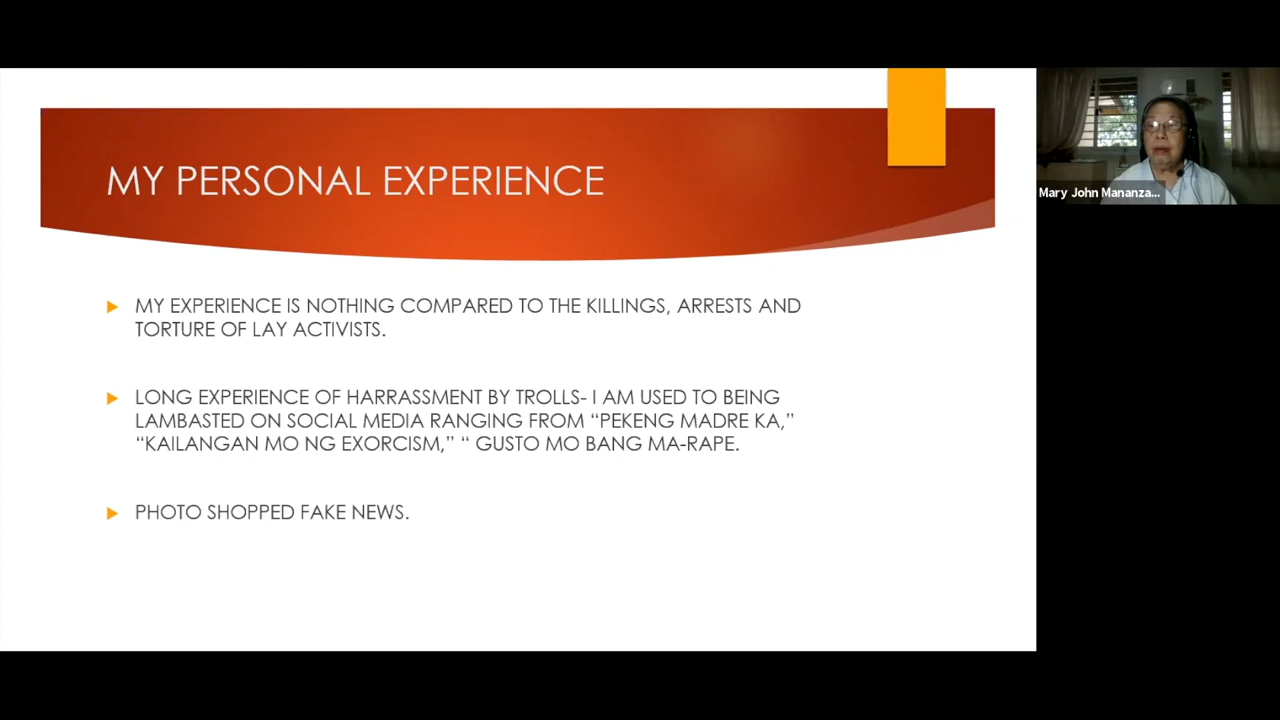 MY PERSONAL EXPERIENCE
MY EXPERIENCE IS NOTHING COMPARED TO THE KILLINGS, ARRESTS AND
TORTURE OF LAY ACTIVISTS.
LONG EXPERIENCE OF HARRASSMENT BY TROLLS- I AM USED TO BEING
LAMBASTED ON SOCIAL MEDIA RANGING FROM “PEKENG MADRE KA,”
“KAILANGAN MO NG EXORCISM,” “ GUSTO MO BANG MA-RAPE.
PHOTO SHOPPED FAKE NEWS.
Mary John Mananza...